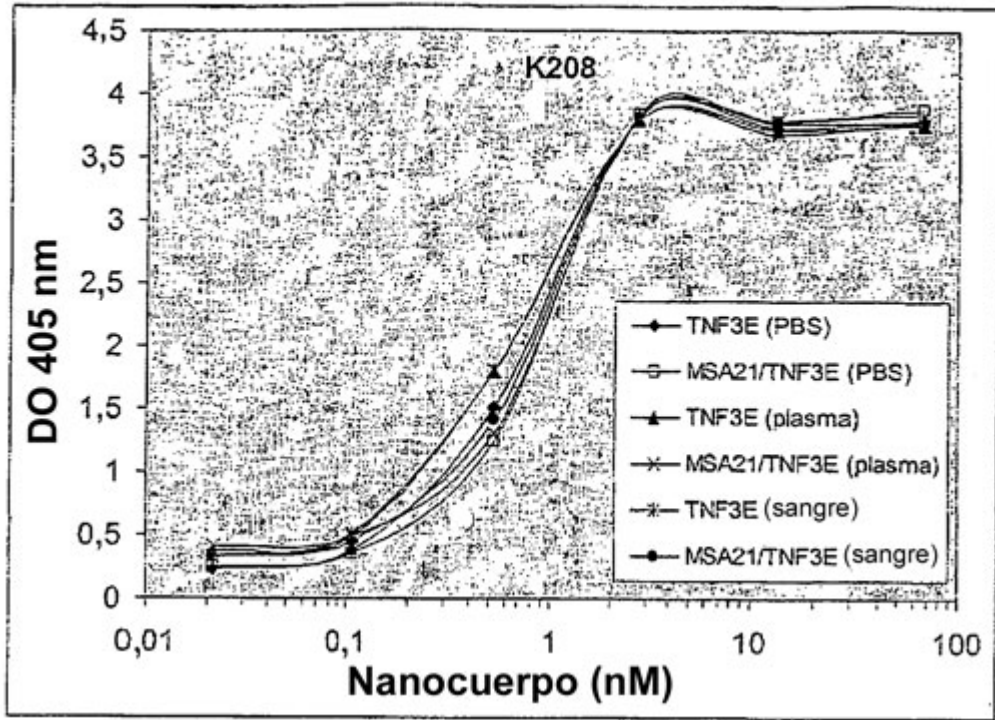 K208
4,5
4
3,5
3
2,5
2
1,5
1
0,5
0
DO 405 nm
0,01
0,1
1
10
100
Nanocuerpo (nM)
TNF3E (PBS)
MSA21/TNF3E (PBS)
TNF3E (plasma)
MSA21/TNF3E (plasma)
TNF3E (sangre)
MSA21/TNF3E (sangre)